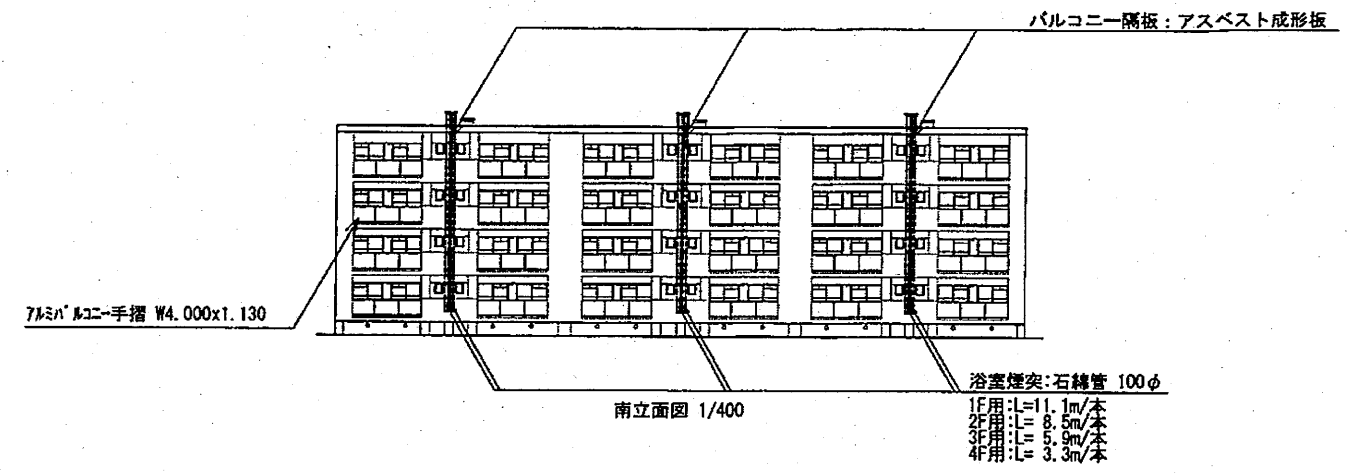 バルコニー隔板：アスベスト成形板
ｱﾙﾐﾊﾞﾙｺﾆｰ手摺 W4.000x1.130
浴室煙突:石綿管 100φ
1F用:L=11.1m/本
2F用:L= 8.5m/本
3F用:L= 5.9m/本
4F用:L= 3.3m/本
南立面図 1/400